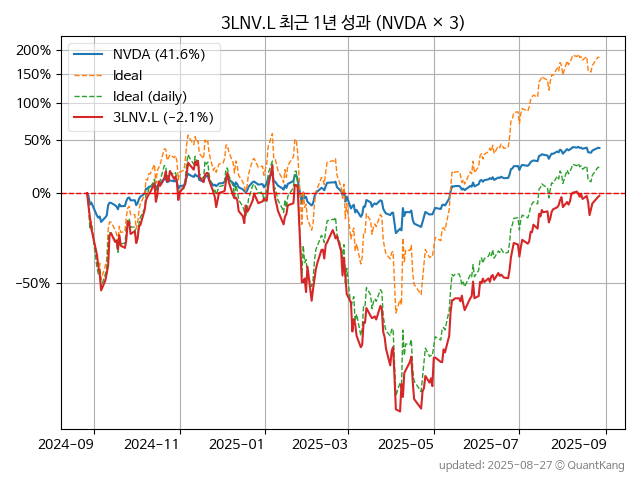 3LNV.L 최근 1년 성과 (NVDA × 3)
200%
150%
100%
50%
0%
−50%
NVDA (41.6%)
Ideal
Ideal (daily)
3LNV.L (−2.1%)
2024-09
2024-11
2025-01
2025-03
2025-05
2025-07
2025-09
updated: 2025-08-27 © QuantKang